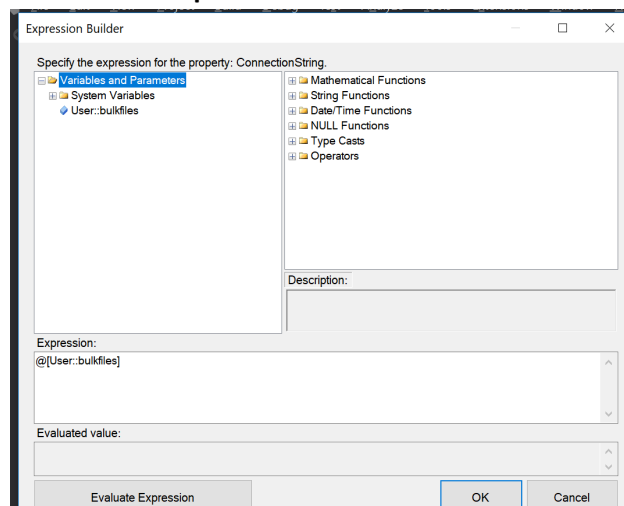 Expression Builder
Specify the expression for the property: ConnectionString.
Variables and Parameters
System Variables
User::bulkfiles
Mathematical Functions
String Functions
Date/Time Functions
NULL Functions
Type Casts
Operators
Description:
Expression:
@[User::bulkfiles]
Evaluated value:
Evaluate Expression
OK
Cancel